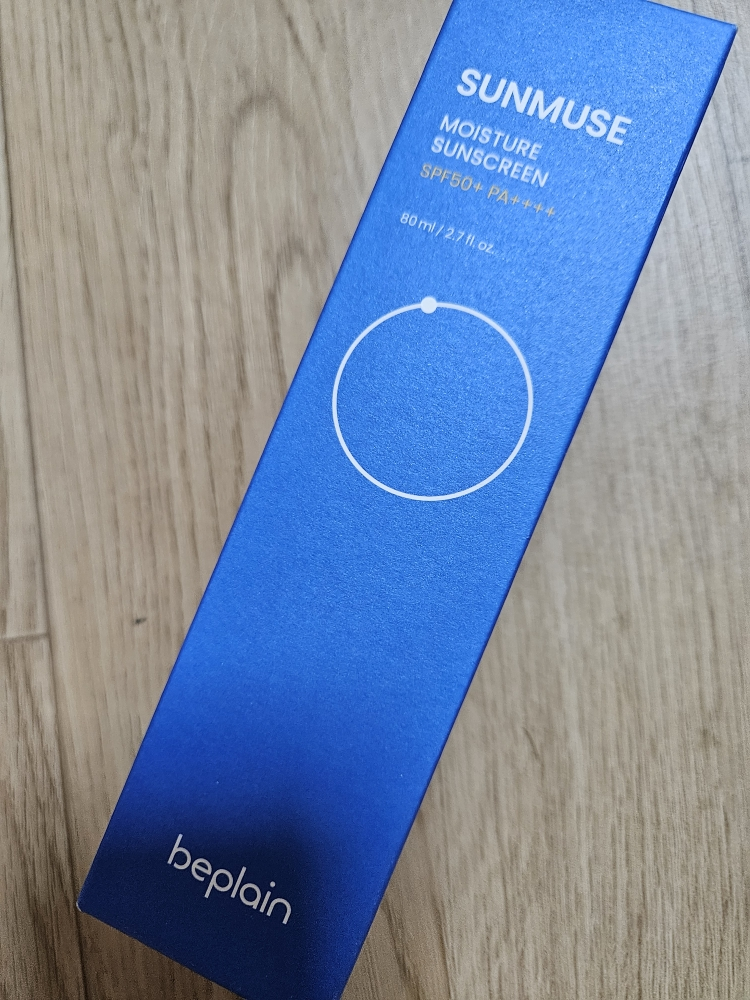 SUNMUSE
MOISTURE
SUNSCREEN
SPF50+ PA++++
80 ml / 2.7 fl. oz.
beplain